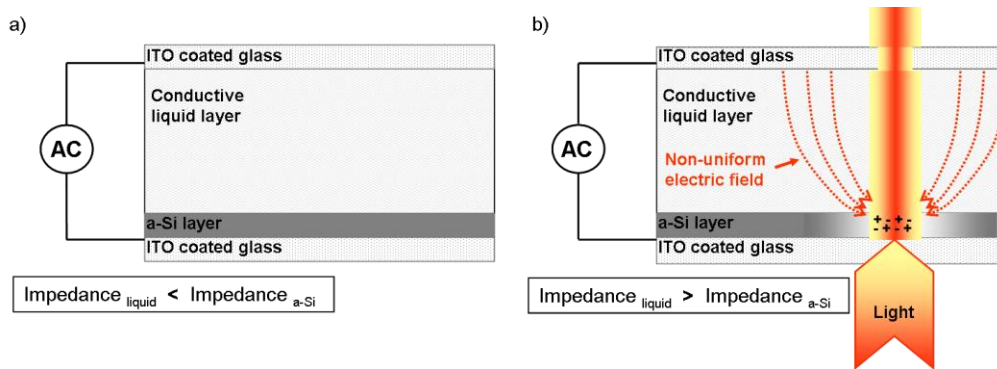 a)
ITO coated glass
Conductive
liquid layer
AC
a-Si layer
ITO coated glass
Impedance liquid < Impedance a-Si
b)
ITO coated glass
Conductive
liquid layer
AC
Non-uniform
electric field
a-Si layer
+ - + -
- + - +
ITO coated glass
Impedance liquid > Impedance a-Si
Light